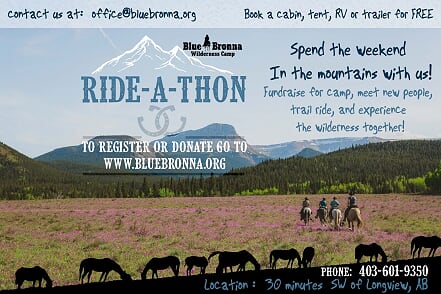 contact us at: office@bluebronna.org
Book a cabin, tent, RV or trailer for FREE
Blue Bronna
Wilderness Camp
RIDE-A-THON
TO REGISTER OR DONATE GO TO
WWW.BLUEBRONNA.ORG
Spend the weekend
In the mountains with us!
Fundraise for camp, meet new people,
trail ride, and experience
the wilderness together!
PHONE: 403-601-9350
Location: 30 minutes SW of Longview, AB